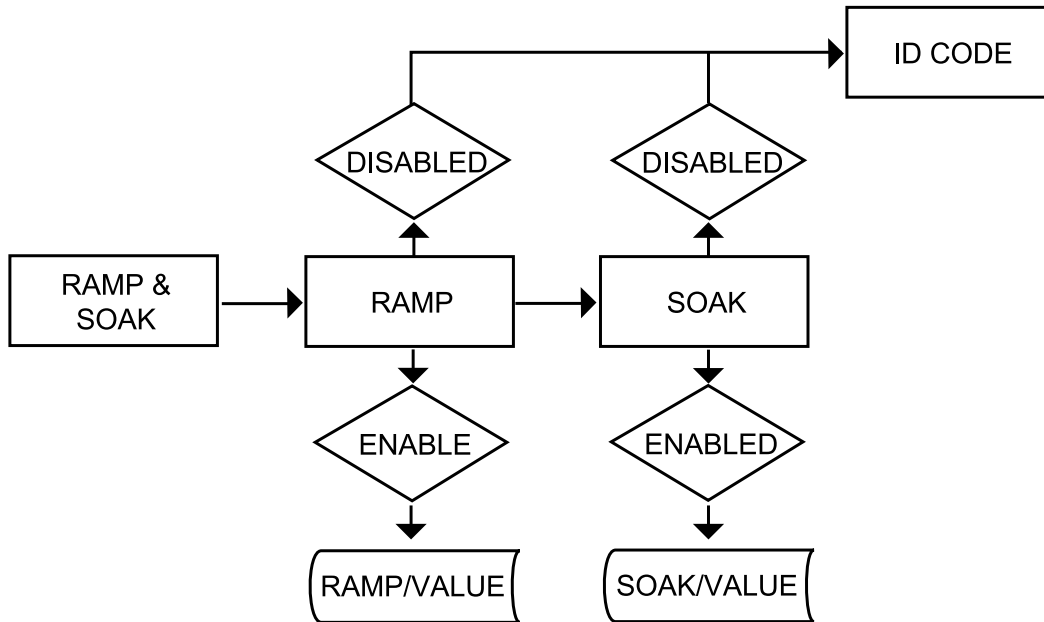 ID CODE
DISABLED
DISABLED
RAMP &
SOAK
RAMP
SOAK
ENABLE
ENABLED
RAMP/VALUE
SOAK/VALUE